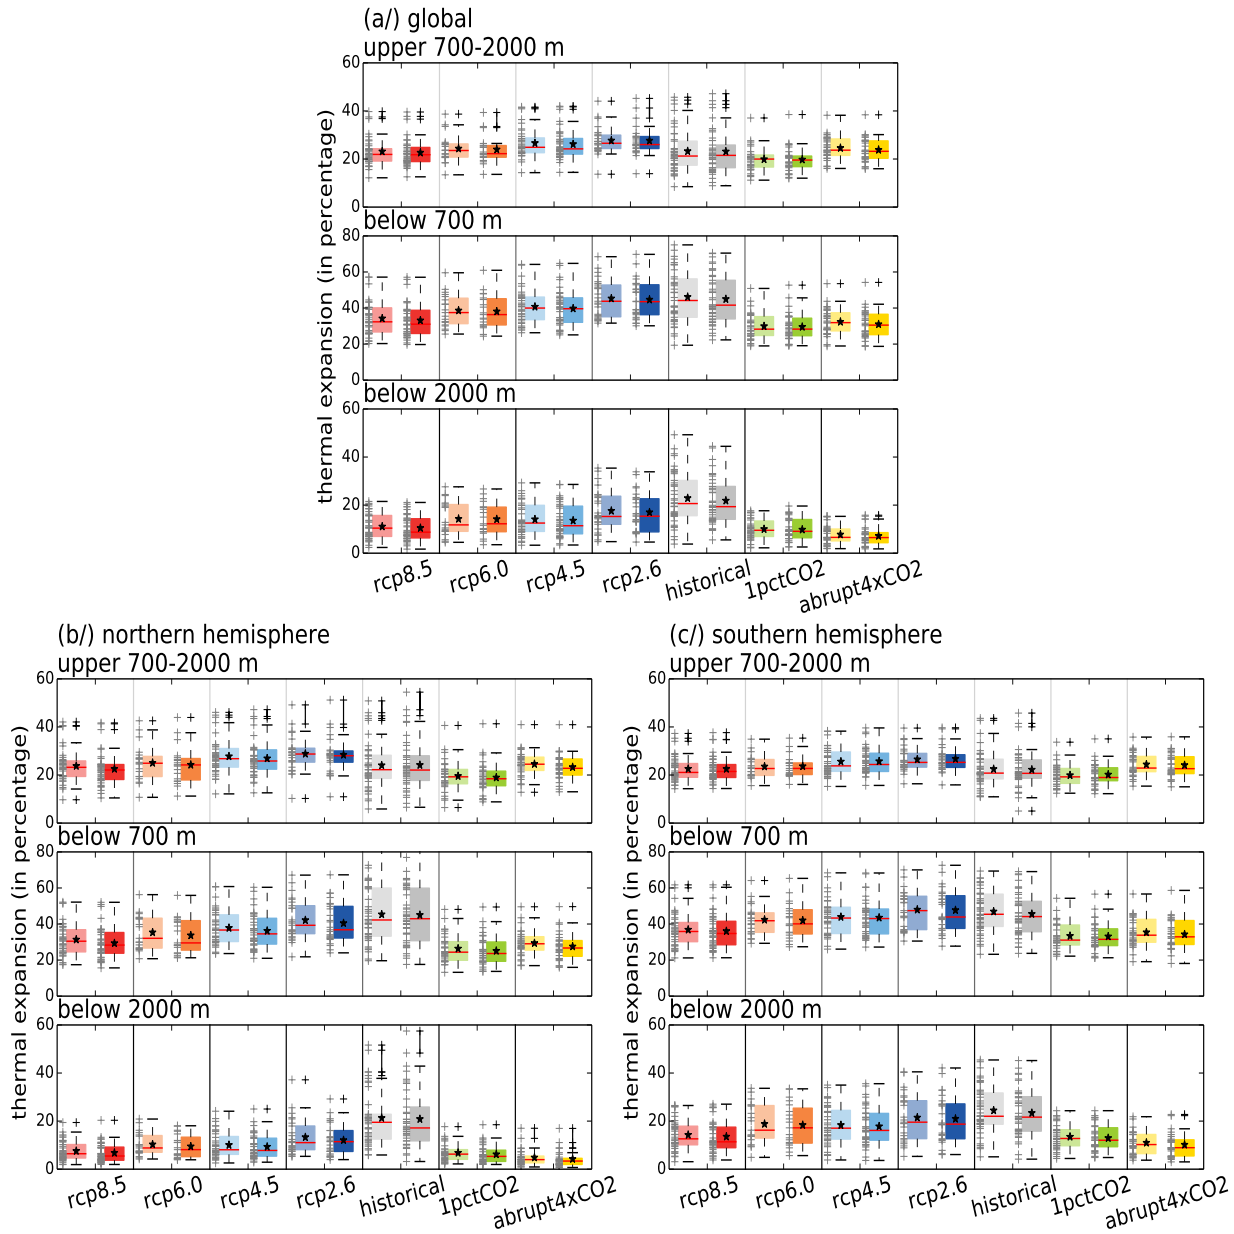 (a/) global
upper 700-2000 m
60
40
20
0
below 700 m
80
60
40
20
0
below 2000 m
60
40
20
0
thermal expansion (in percentage)
rcp8.5 rcp6.0 rcp4.5 rcp2.6 historical 1pctCO2 abrupt4xCO2
(b/) northern hemisphere
upper 700-2000 m
60
40
20
0
below 700 m
80
60
40
20
0
below 2000 m
60
40
20
0
thermal expansion (in percentage)
rcp8.5 rcp6.0 rcp4.5 rcp2.6 historical 1pctCO2 abrupt4xCO2
(c/) southern hemisphere
upper 700-2000 m
60
40
20
0
below 700 m
80
60
40
20
0
below 2000 m
60
40
20
0
thermal expansion (in percentage)
rcp8.5 rcp6.0 rcp4.5 rcp2.6 historical 1pctCO2 abrupt4xCO2